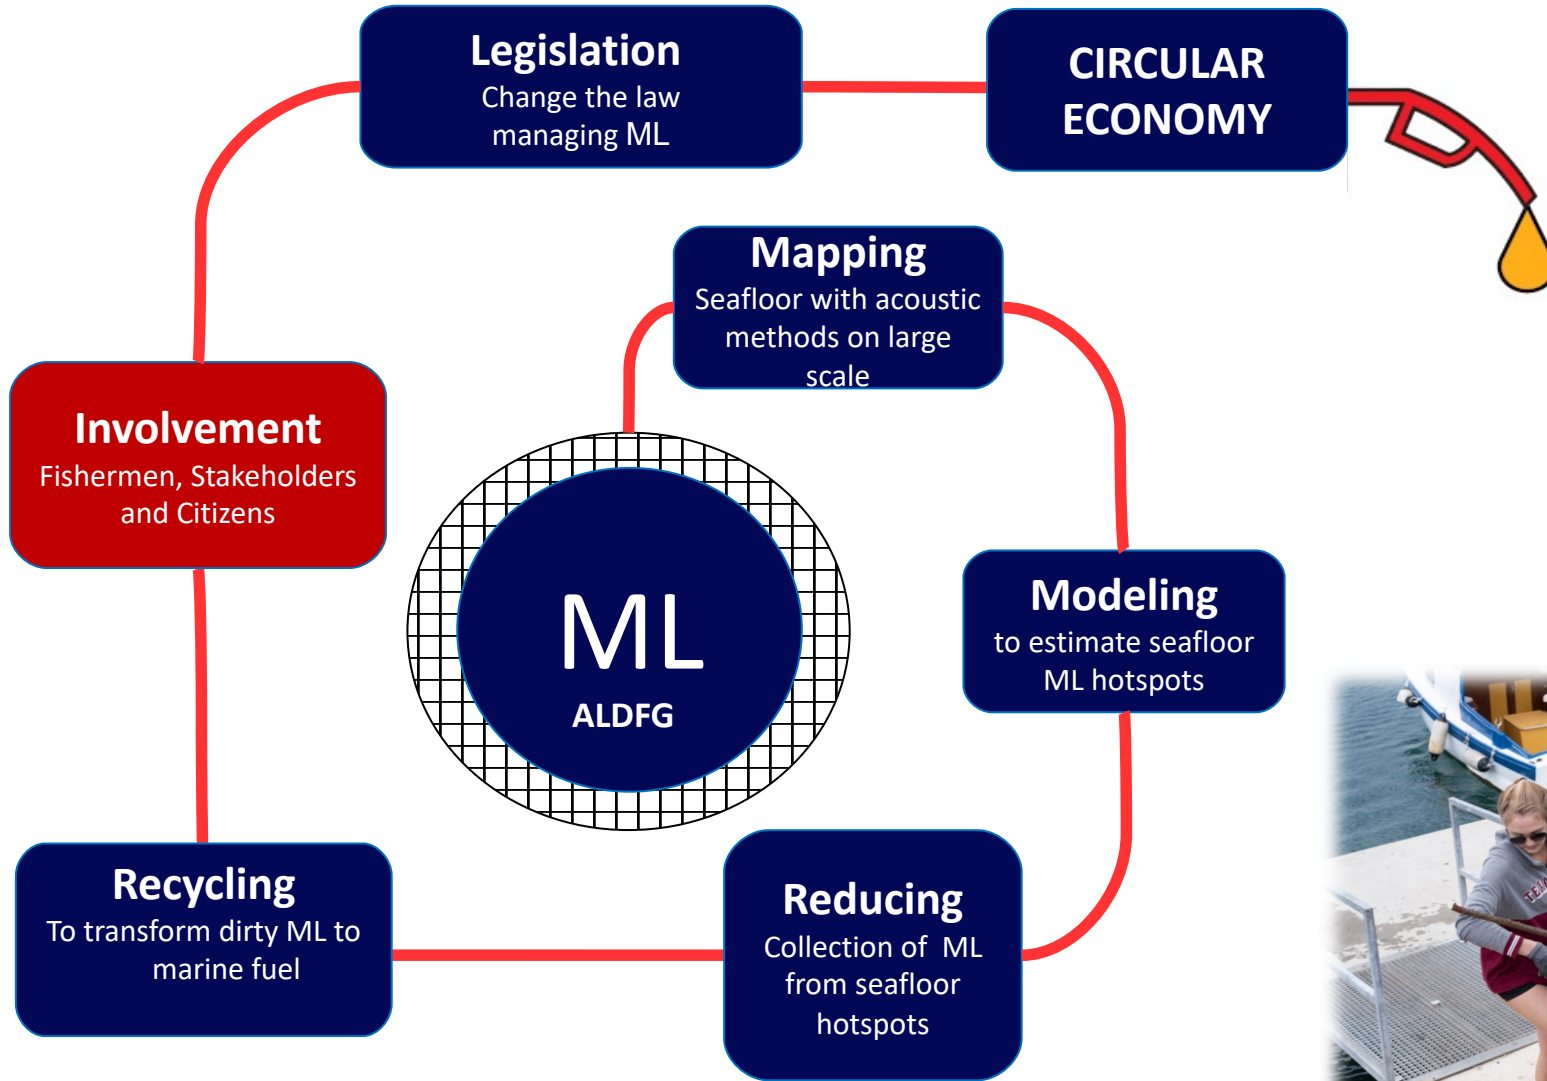 Legislation
Change the law
managing ML
CIRCULAR
ECONOMY
Mapping
Seafloor with acoustic
methods on large
scale
Involvement
Fishermen, Stakeholders
and Citizens
ML
ALDFG
Modeling
to estimate seafloor
ML hotspots
Recycling
To transform dirty ML to
marine fuel
Reducing
Collection of  ML
from seafloor
hotspots